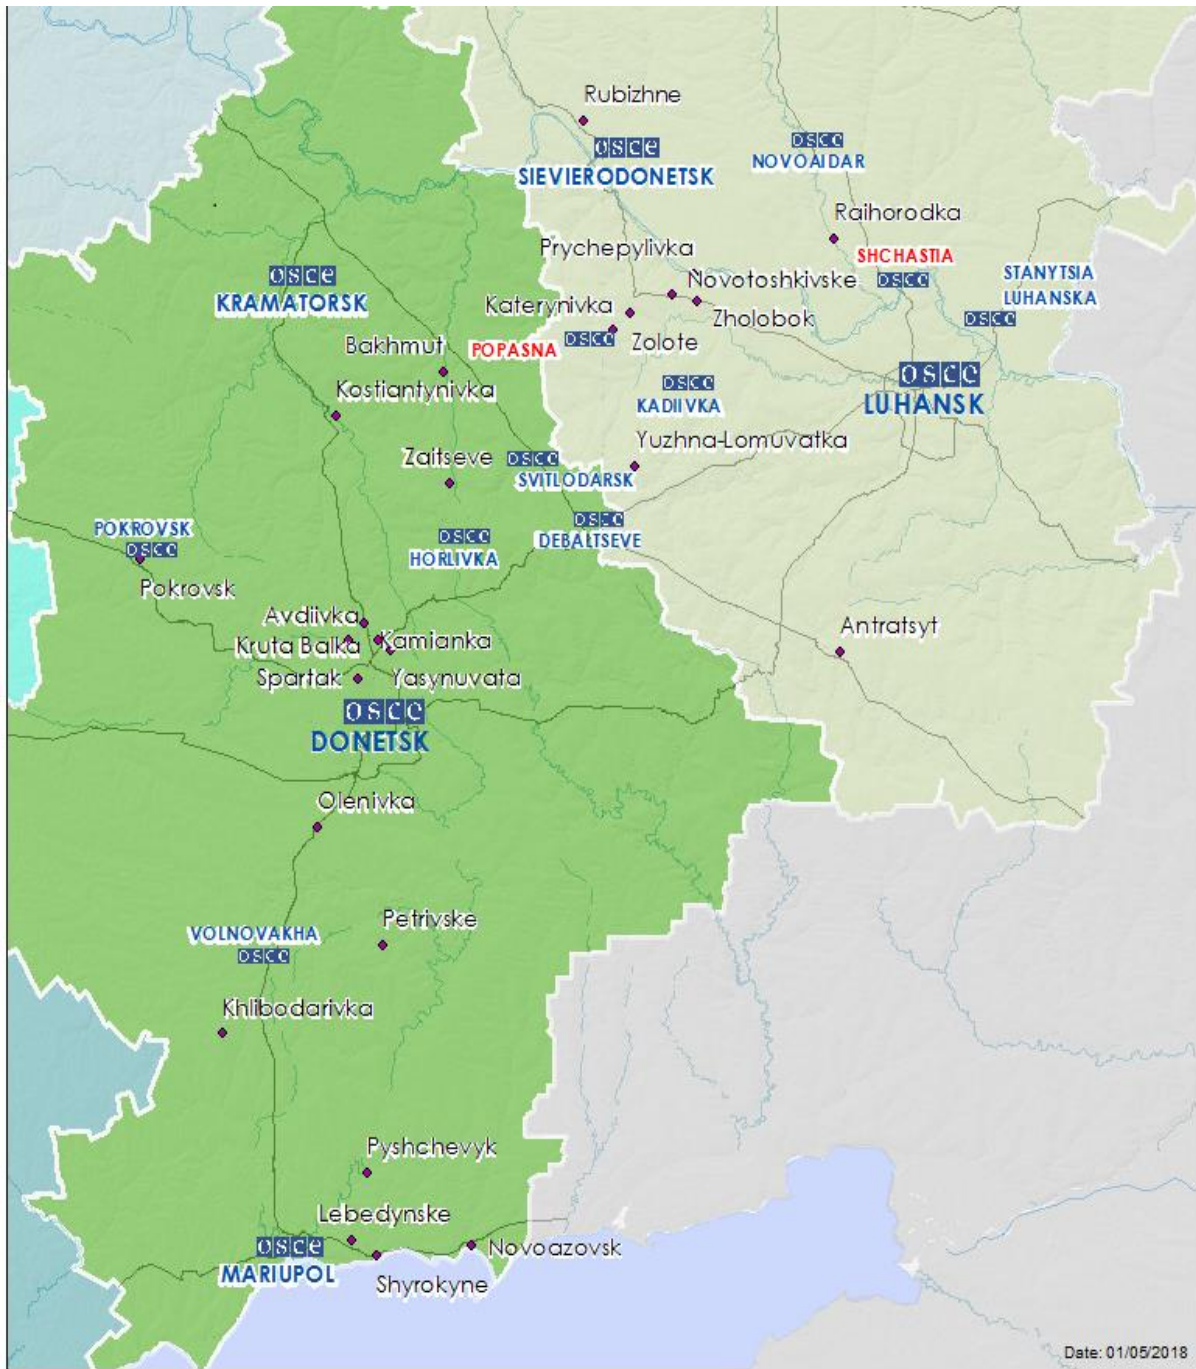 Rubizhne
OSCE
SIEVIERODONETSK
OSCE
NOVOAIDAR
Raihorodka
Prychepylivka
SHCHASTIA
OSCE
STANYTSIA
LUHANSKA
OSCE
OSCE
KRAMATORSK
Novotoshkivske
Katerynivka
Zholobok
OSCE
Zolote
POPASNA
Bakhmut
OSCE
LUHANSK
OSCE
KADIIVKA
Kostiantynivka
Yuzhna-Lomuvatka
Zaitseve
OSCE
SVITLODARSK
POKROVSK
OSCE
Pokrovsk
OSCE
HORLIVKA
OSCE
DEBALTSEVE
Avdiivka
Kruta Balka
Kamianka
Antratsyt
Spartak
Yasynuvata
OSCE
DONETSK
Olenivka
Petrivske
VOLNOVAKHA
OSCE
Khlibodarivka
Pyshchevyk
Lebedynske
OSCE
MARIUPOL
Novoazovsk
Shyrokyne
Date: 01/05/2018